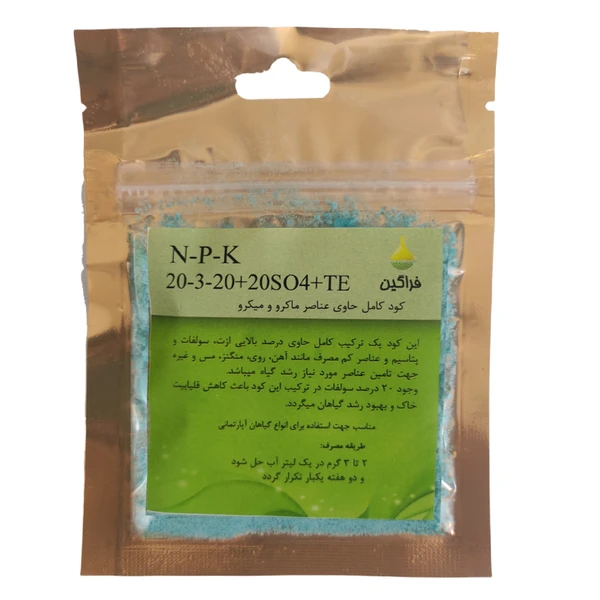 N-P-K
20-3-20+20SO4+TE
فراگین
کود کامل حاوی عناصر ماکرو و میکرو
این کود یک ترکیب کامل حاوی درصد بالایی ازت، سولفات و
پتاسیم و عناصر کم مصرف مانند آهن، روی، منگنز، مس و غیره
جهت تامین عناصر مورد نیاز رشد گیاه میباشد.
وجود ۲۰ درصد سولفات در ترکیب این کود باعث کاهش قلیابیت
خاک و بهبود رشد گیاهان میگردد.
مناسب جهت استفاده برای انواع گیاهان آپارتمانی
طریقه مصرف:
۲ تا ۳ گرم در یک لیتر آب حل شود
و دو هفته یکبار تکرار گردد